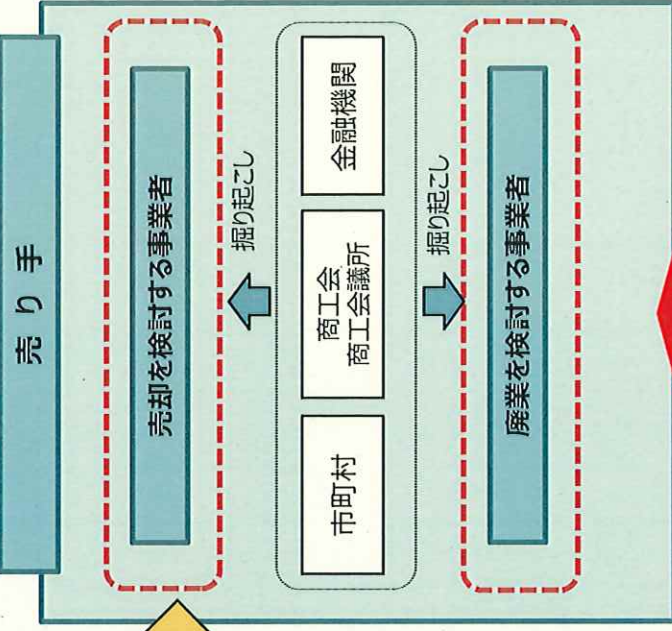 売り手
売却を検討する事業者
掘り起こし
市町村
商工会
商工会議所
金融機関
掘り起こし
廃業を検討する事業者